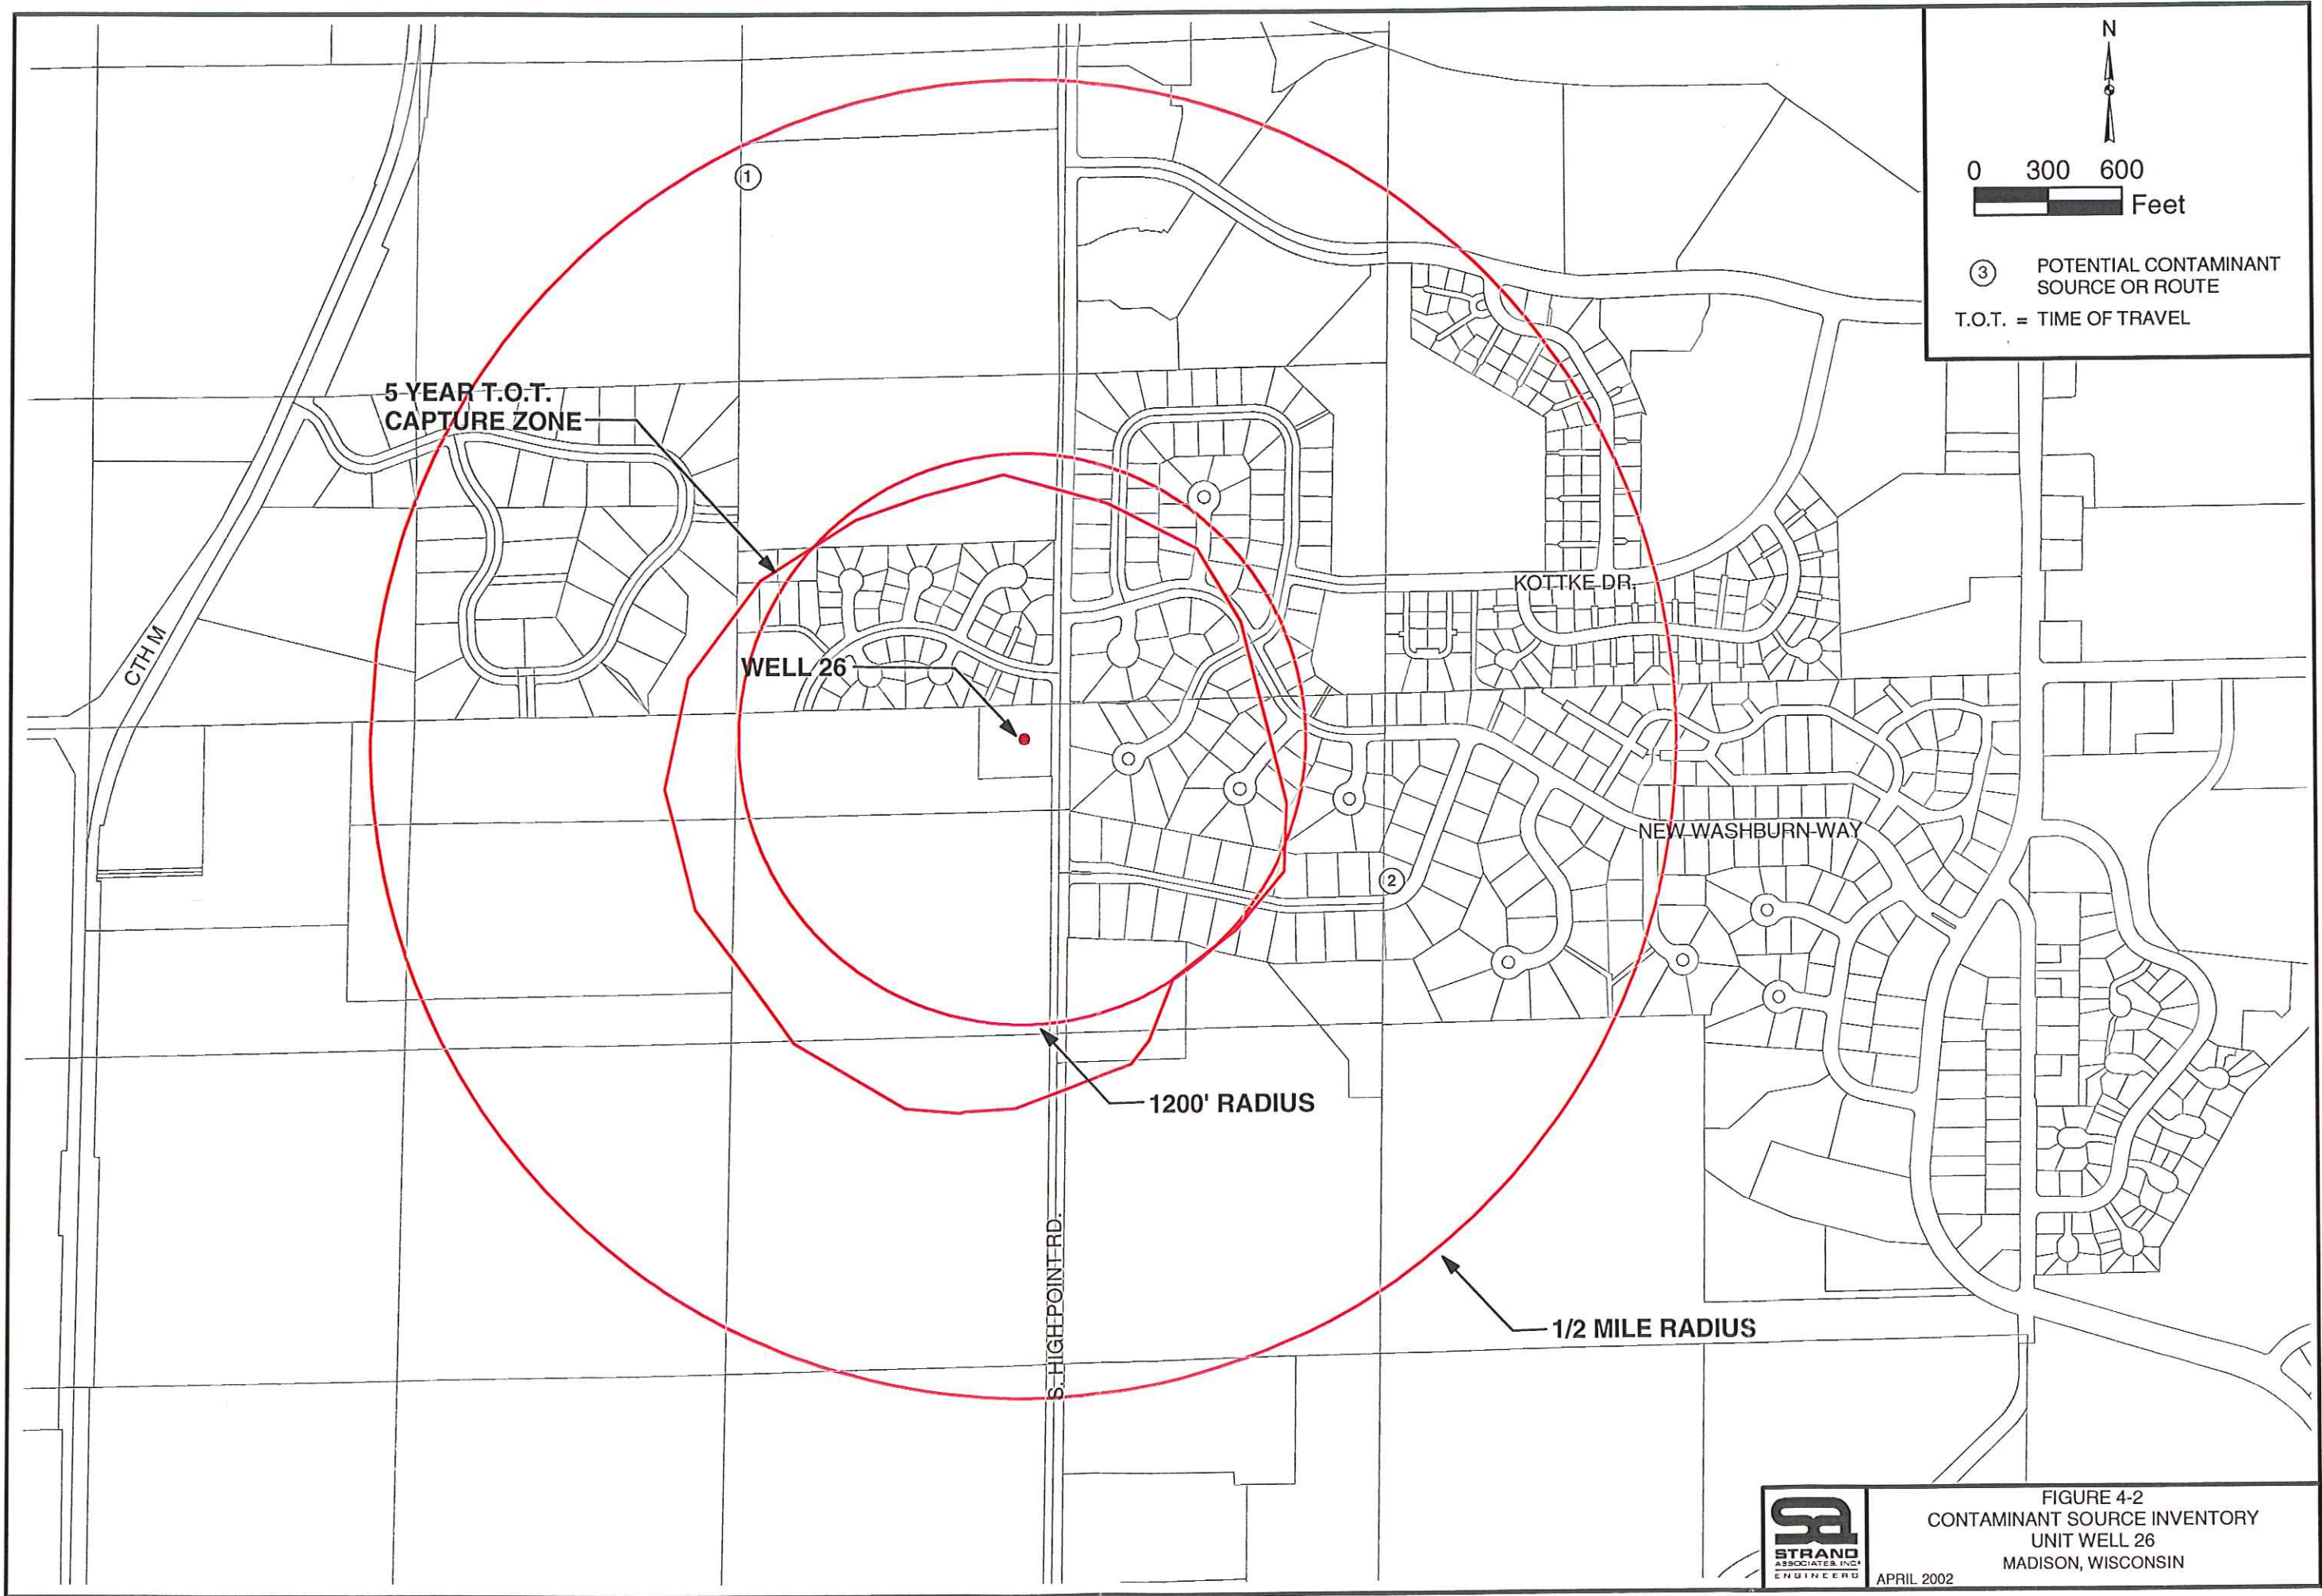 N
0 300 600
Feet
3 POTENTIAL CONTAMINANT
SOURCE OR ROUTE
T.O.T. = TIME OF TRAVEL
1
5 YEAR T.O.T.
CAPTURE ZONE
KOTTKE DR.
CTH M
WELL 26
NEW WASHBURN WAY
2
1200' RADIUS
S. HIGH POINT RD.
1/2 MILE RADIUS
sa
STRAND
ASSOCIATES, INC.
ENGINEERS
FIGURE 4-2
CONTAMINANT SOURCE INVENTORY
UNIT WELL 26
MADISON, WISCONSIN
APRIL 2002